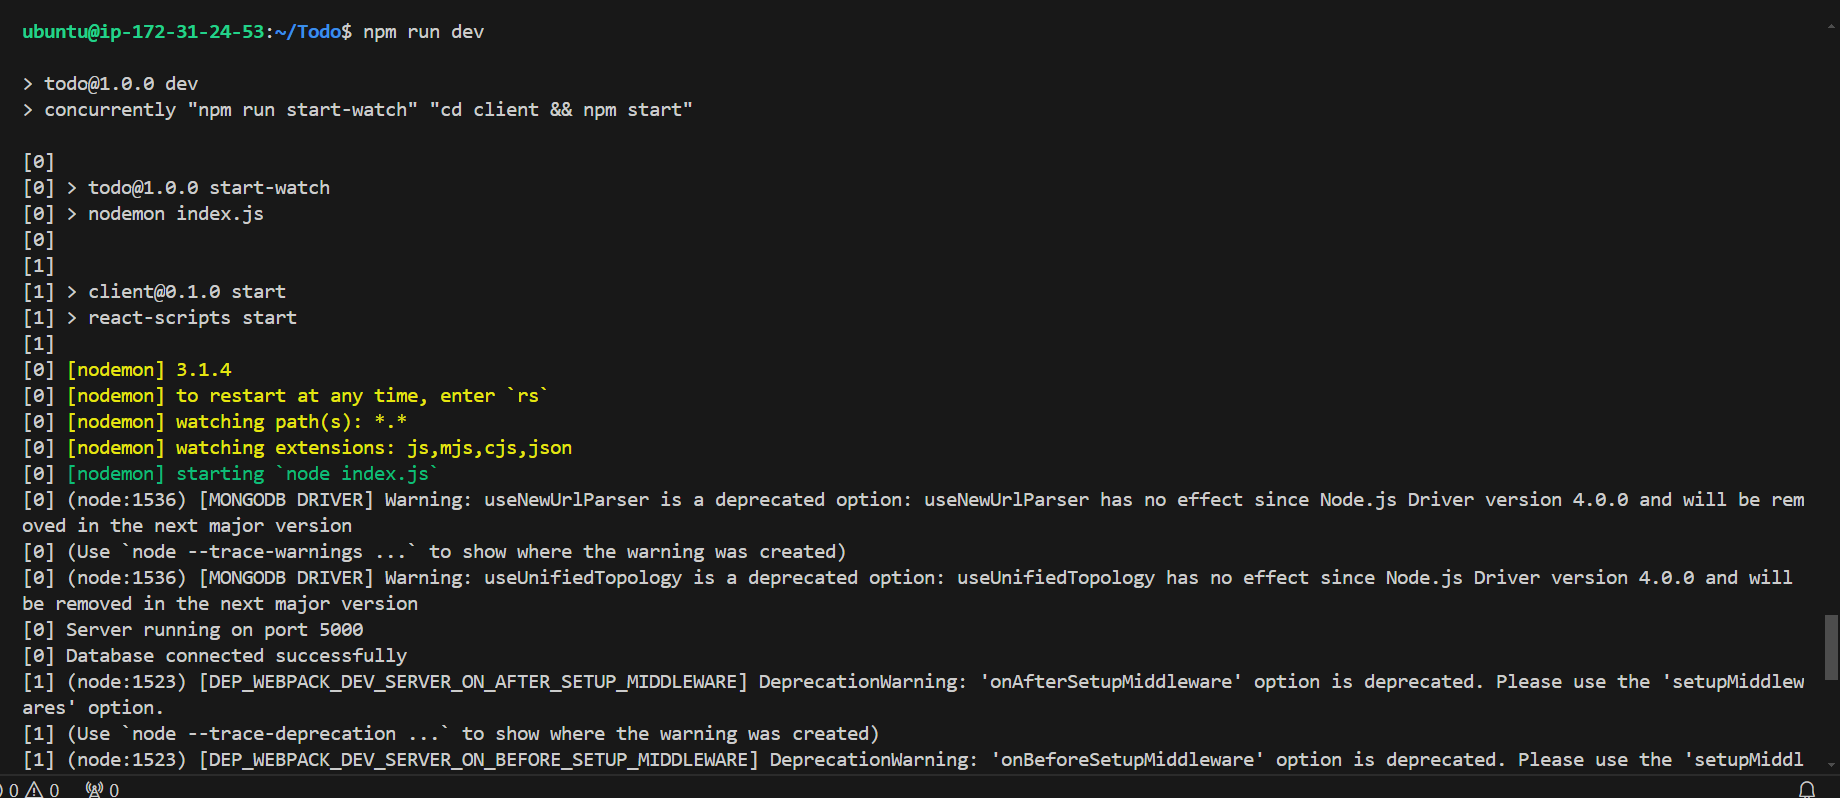 ubuntu@ip-172-31-24-53:~/Todo$ npm run dev
> todo@1.0.0 dev
> concurrently "npm run start-watch" "cd client && npm start"
[0]
[0] > todo@1.0.0 start-watch
[0] > nodemon index.js
[0]
[1]
[1] > client@0.1.0 start
[1] > react-scripts start
[1]
[0] [nodemon] 3.1.4
[0] [nodemon] to restart at any time, enter `rs`
[0] [nodemon] watching path(s): *.*
[0] [nodemon] watching extensions: js,mjs,cjs,json
[0] [nodemon] starting `node index.js`
[0] (node:1536) [MONGODB DRIVER] Warning: useNewUrlParser is a deprecated option: useNewUrlParser has no effect since Node.js Driver version 4.0.0 and will be rem
oved in the next major version
[0] (Use `node --trace-warnings ...` to show where the warning was created)
[0] (node:1536) [MONGODB DRIVER] Warning: useUnifiedTopology is a deprecated option: useUnifiedTopology has no effect since Node.js Driver version 4.0.0 and will
be removed in the next major version
[0] Server running on port 5000
[0] Database connected successfully
[1] (node:1523) [DEP_WEBPACK_DEV_SERVER_ON_AFTER_SETUP_MIDDLEWARE] DeprecationWarning: 'onAfterSetupMiddleware' option is deprecated. Please use the 'setupMiddlew
ares' option.
[1] (Use `node --trace-deprecation ...` to show where the warning was created)
[1] (node:1523) [DEP_WEBPACK_DEV_SERVER_ON_BEFORE_SETUP_MIDDLEWARE] DeprecationWarning: 'onBeforeSetupMiddleware' option is deprecated. Please use the 'setupMiddl
0 0 0